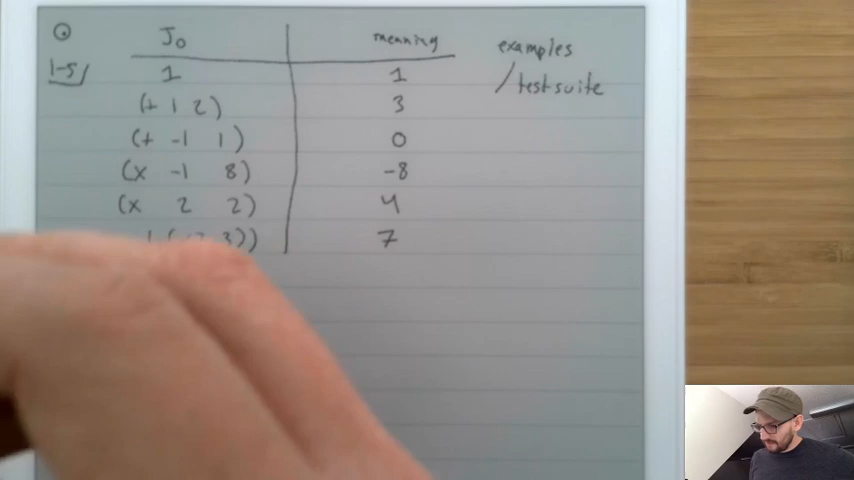 J₀ meaning examples
1-5/ 1 1 / test suite
(+ 1 2) 3
(+ -1 1) 0
(x -1 8) -8
(x 2 2) 4
3)) 7